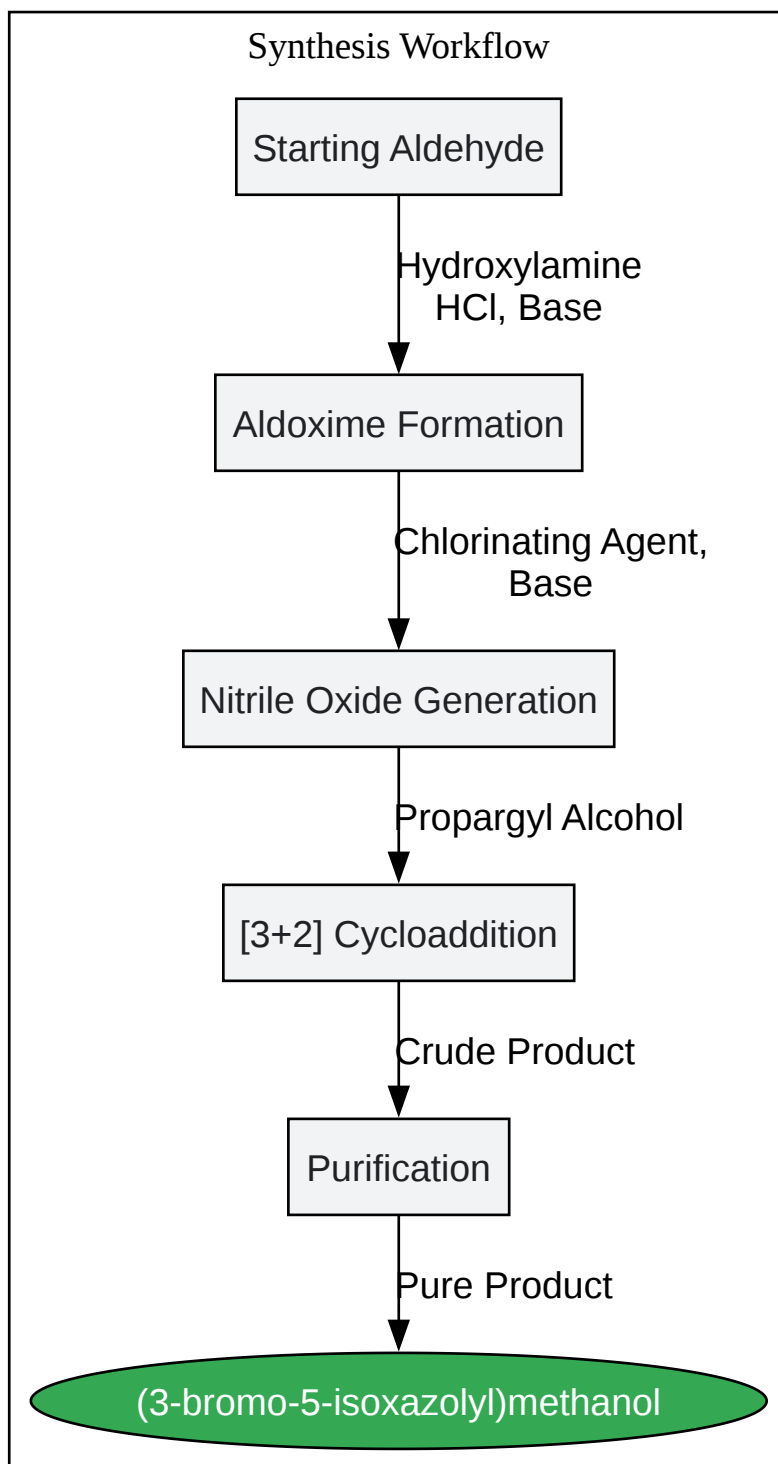 Synthesis Workflow
Starting Aldehyde
Hydroxylamine
HCl, Base
Aldoxime Formation
Chlorinating Agent,
Base
Nitrile Oxide Generation
Propargyl Alcohol
[3+2] Cycloaddition
Crude Product
Purification
Pure Product
(3-bromo-5-isoxazolyl)methanol